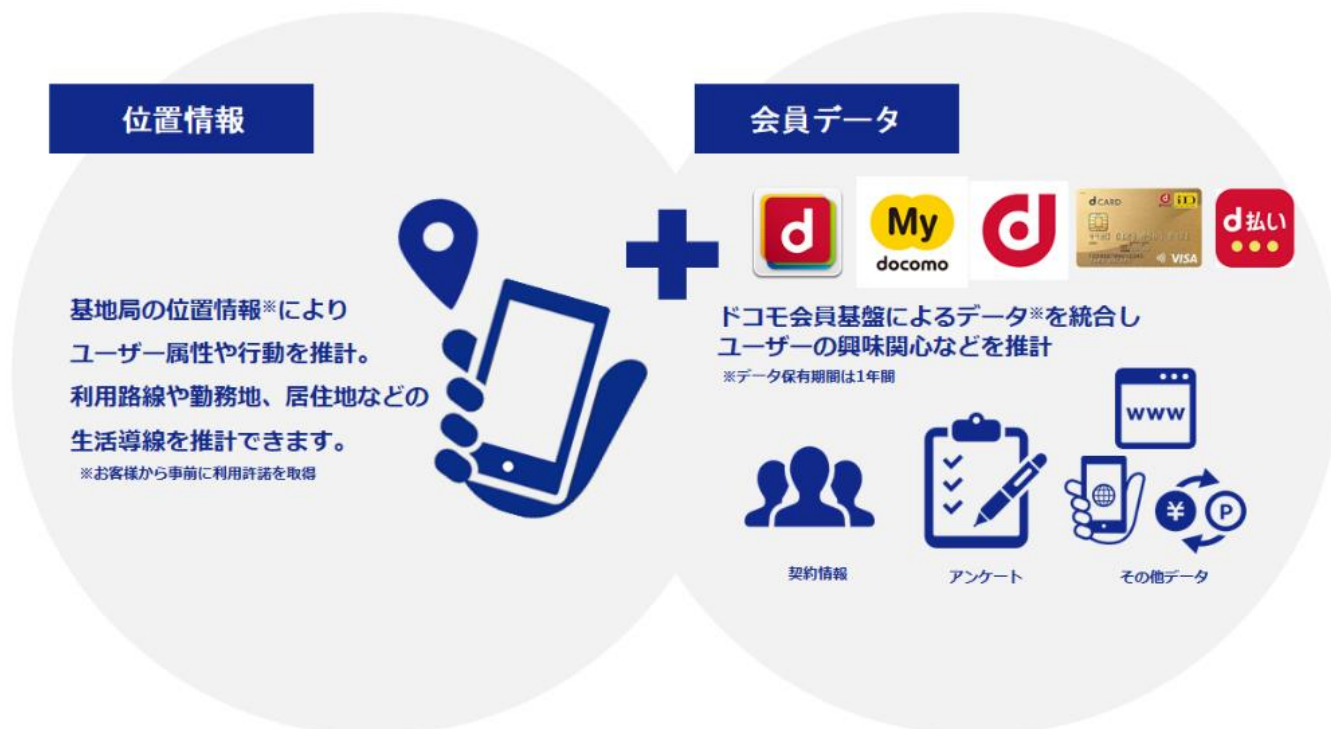 位置情報
基地局の位置情報※により
ユーザー属性や行動を推計。
利用路線や勤務地、居住地などの
生活導線を推計できます。
※お客様から事前に利用許諾を取得
会員データ
d
My
docomo
d
d CARD
iD
VISA
d払い
ドコモ会員基盤によるデータ※を統合し
ユーザーの興味関心などを推計
※データ保有期間は1年間
www
¥
P
契約情報
アンケート
その他データ